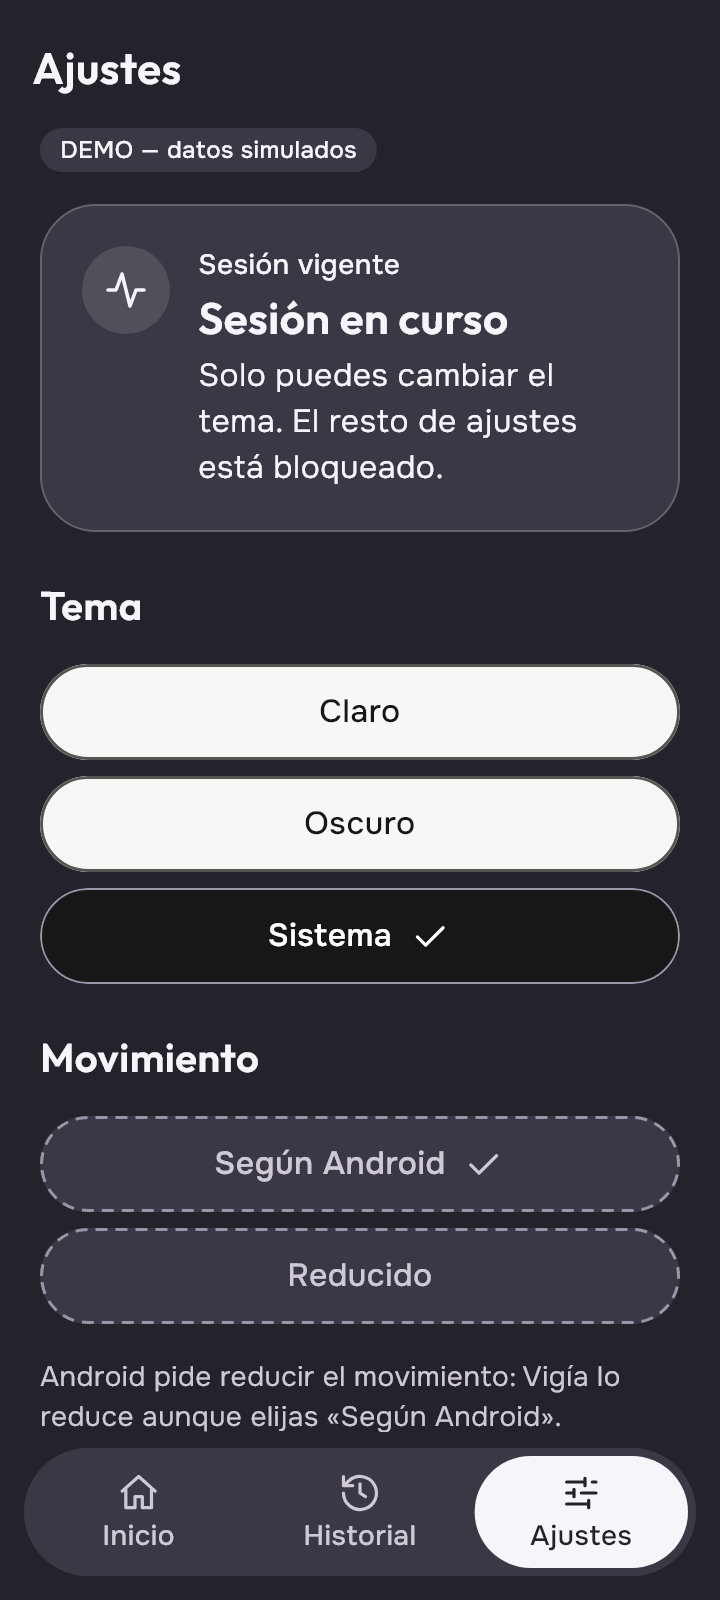 Ajustes
DEMO — datos simulados
Sesión vigente
Sesión en curso
Solo puedes cambiar el
tema. El resto de ajustes
está bloqueado.
Tema
Claro
Oscuro
Sistema
Movimiento
Según Android
Reducido
Android pide reducir el movimiento: Vigía lo
reduce aunque elijas «Según Android».
Inicio
Historial
Ajustes